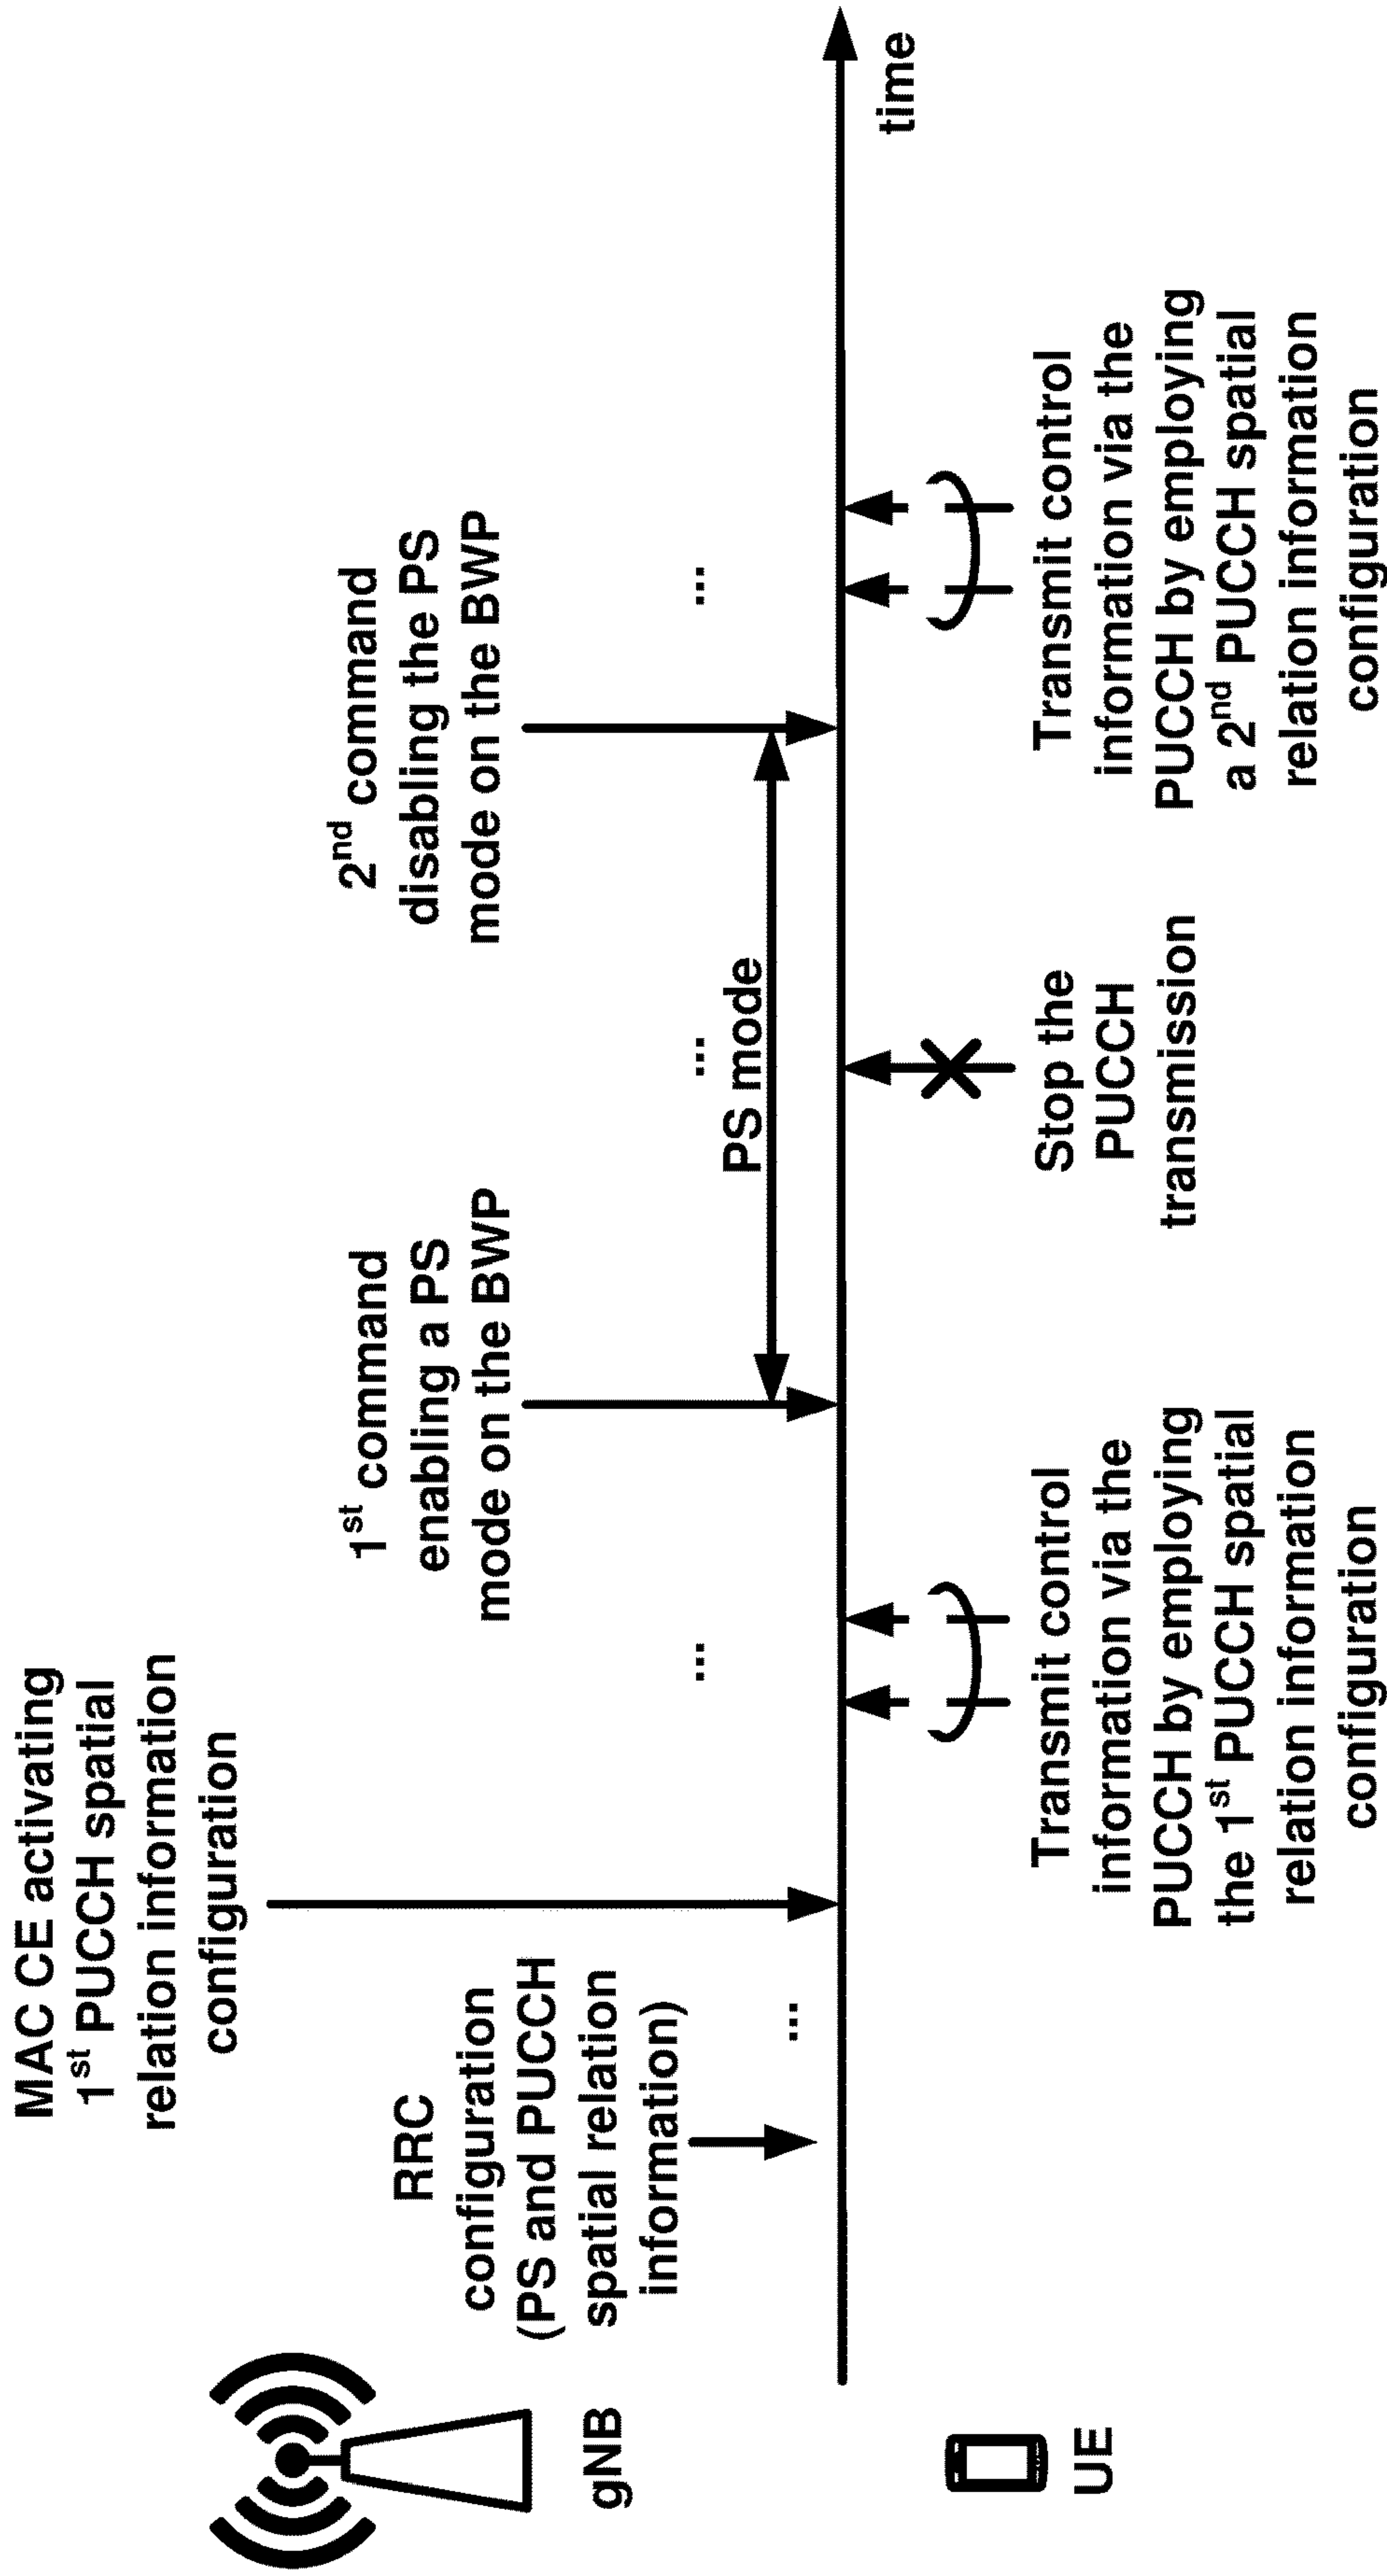 MAC CE activating
1st PUCCH spatial
relation information
configuration
RRC
configuration
(PS and PUCCH
spatial relation
information)
...
...
1st command
enabling a PS
mode on the BWP
...
PS mode
2nd command
disabling the PS
mode on the BWP
...
gNB
time
UE
Transmit control
information via the
PUCCH by employing
the 1st PUCCH spatial
relation information
configuration
Stop the
PUCCH
transmission
Transmit control
information via the
PUCCH by employing
a 2nd PUCCH spatial
relation information
configuration